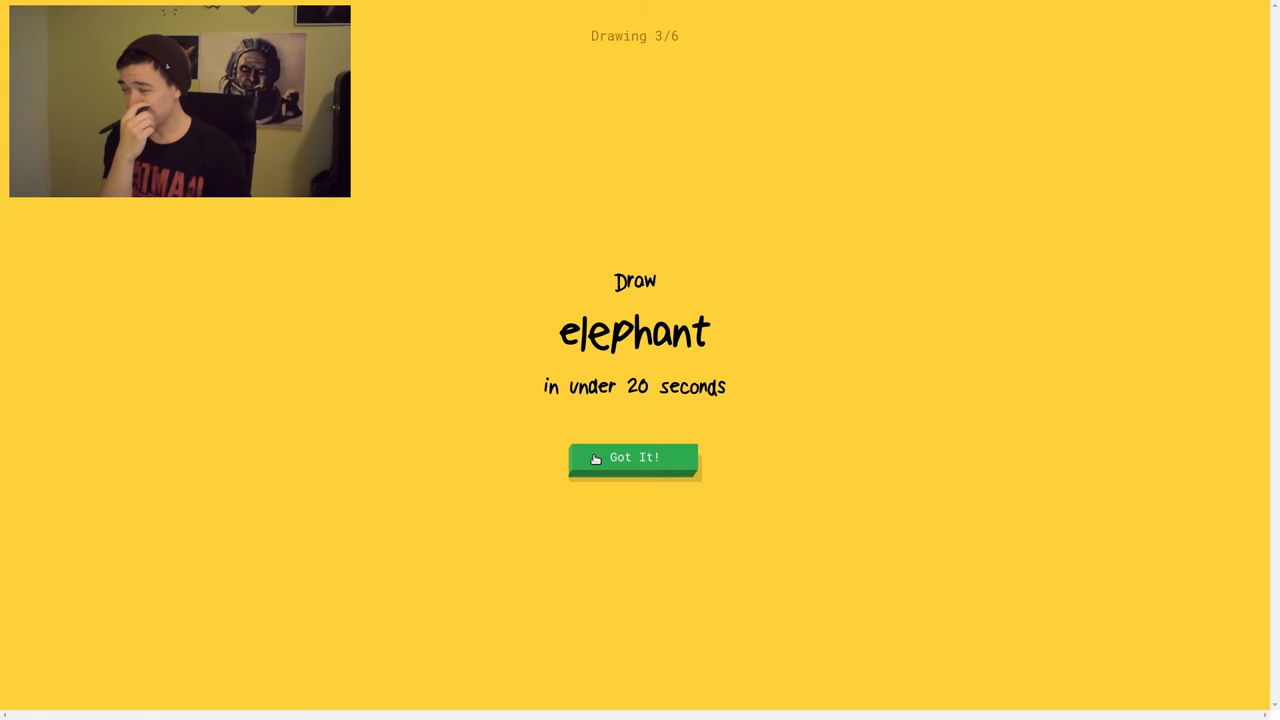 Drawing 3/6
Draw
elephant
in under 20 seconds
Got It!